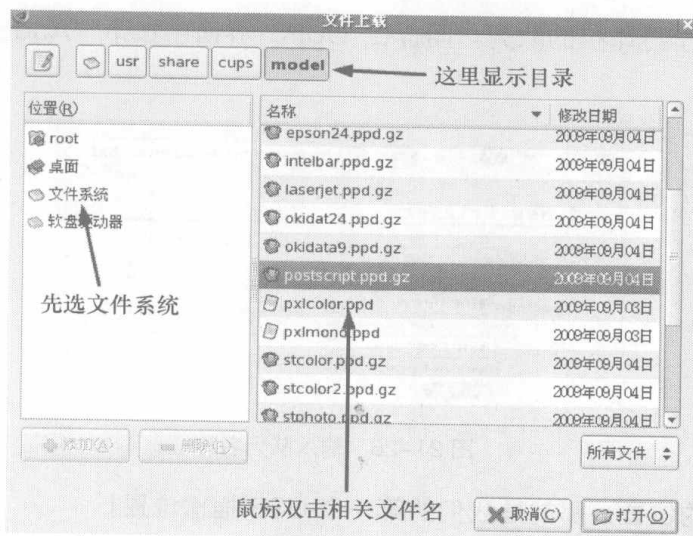 文件上载
usr share cups model
这里显示目录
位置(R)
root
桌面
文件系统
软盘驱动器
先选文件系统
名称 修改日期
epson24.ppd.gz 2009年09月04日
intelbar.ppd.gz 2009年09月04日
laserjet.ppd.gz 2009年09月04日
okidat24.ppd.gz 2009年09月04日
okidata9.ppd.gz 2009年09月04日
postscript.ppd.gz 2009年09月04日
pxlcolor.ppd 2009年09月03日
pxlmono.ppd 2009年09月03日
stcolor.ppd.gz 2009年09月04日
stcolor2.ppd.gz 2009年09月04日
stphoto.ppd.gz 2009年09月04日
添加(A) 删除(R)
所有文件
鼠标双击相关文件名
取消(C) 打开(O)